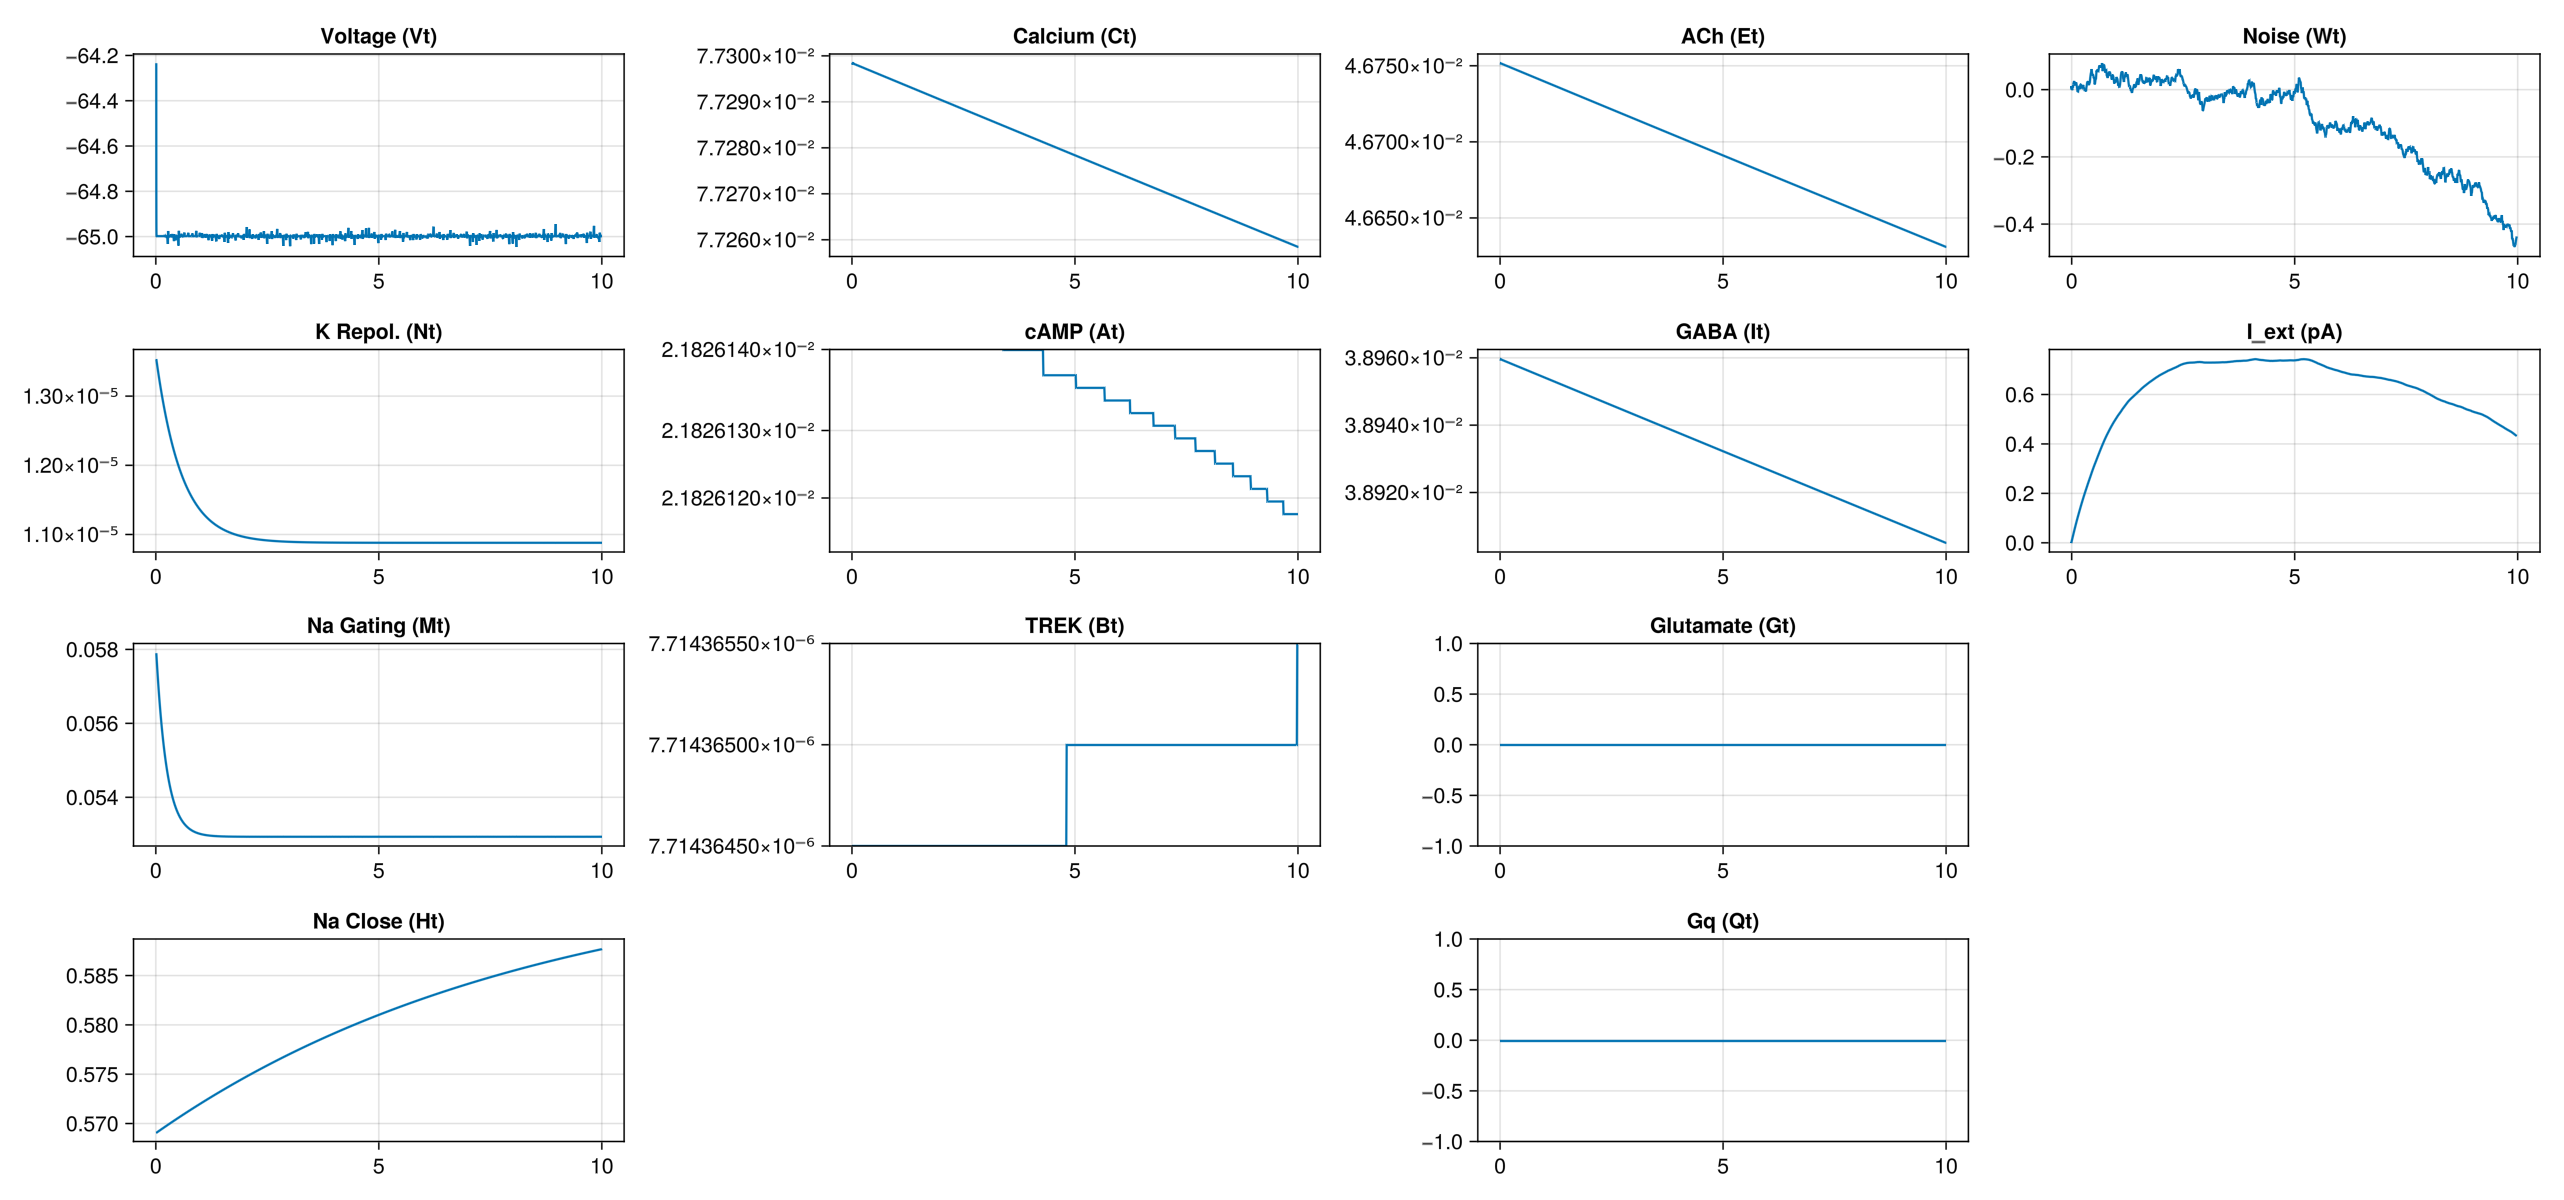 Voltage (Vt)
−64.2
−64.4
−64.6
−64.8
−65.0
0 5 10
Calcium (Ct)
7.7300×10⁻²
7.7290×10⁻²
7.7280×10⁻²
7.7270×10⁻²
7.7260×10⁻²
0 5 10
ACh (Et)
4.6750×10⁻²
4.6700×10⁻²
4.6650×10⁻²
0 5 10
Noise (Wt)
0.0
−0.2
−0.4
0 5 10
K Repol. (Nt)
1.30×10⁻⁵
1.20×10⁻⁵
1.10×10⁻⁵
0 5 10
cAMP (At)
2.1826140×10⁻²
2.1826130×10⁻²
2.1826120×10⁻²
0 5 10
GABA (It)
3.8960×10⁻²
3.8940×10⁻²
3.8920×10⁻²
0 5 10
I_ext (pA)
0.6
0.4
0.2
0.0
0 5 10
Na Gating (Mt)
0.058
0.056
0.054
0 5 10
TREK (Bt)
7.71436550×10⁻⁶
7.71436500×10⁻⁶
7.71436450×10⁻⁶
0 5 10
Glutamate (Gt)
1.0
0.5
0.0
−0.5
−1.0
0 5 10
Na Close (Ht)
0.585
0.580
0.575
0.570
0 5 10
Gq (Qt)
1.0
0.5
0.0
−0.5
−1.0
0 5 10